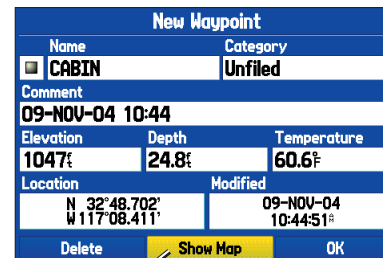 New Waypoint
Name Category
CABIN Unfiled
Comment
09-NOV-04 10:44
Elevation Depth Temperature
1047ft 24.8ft 60.6°F
Location Modified
N 32°48.702' 09-NOV-04
W117°08.411' 10:44:51A
Delete Show Map OK